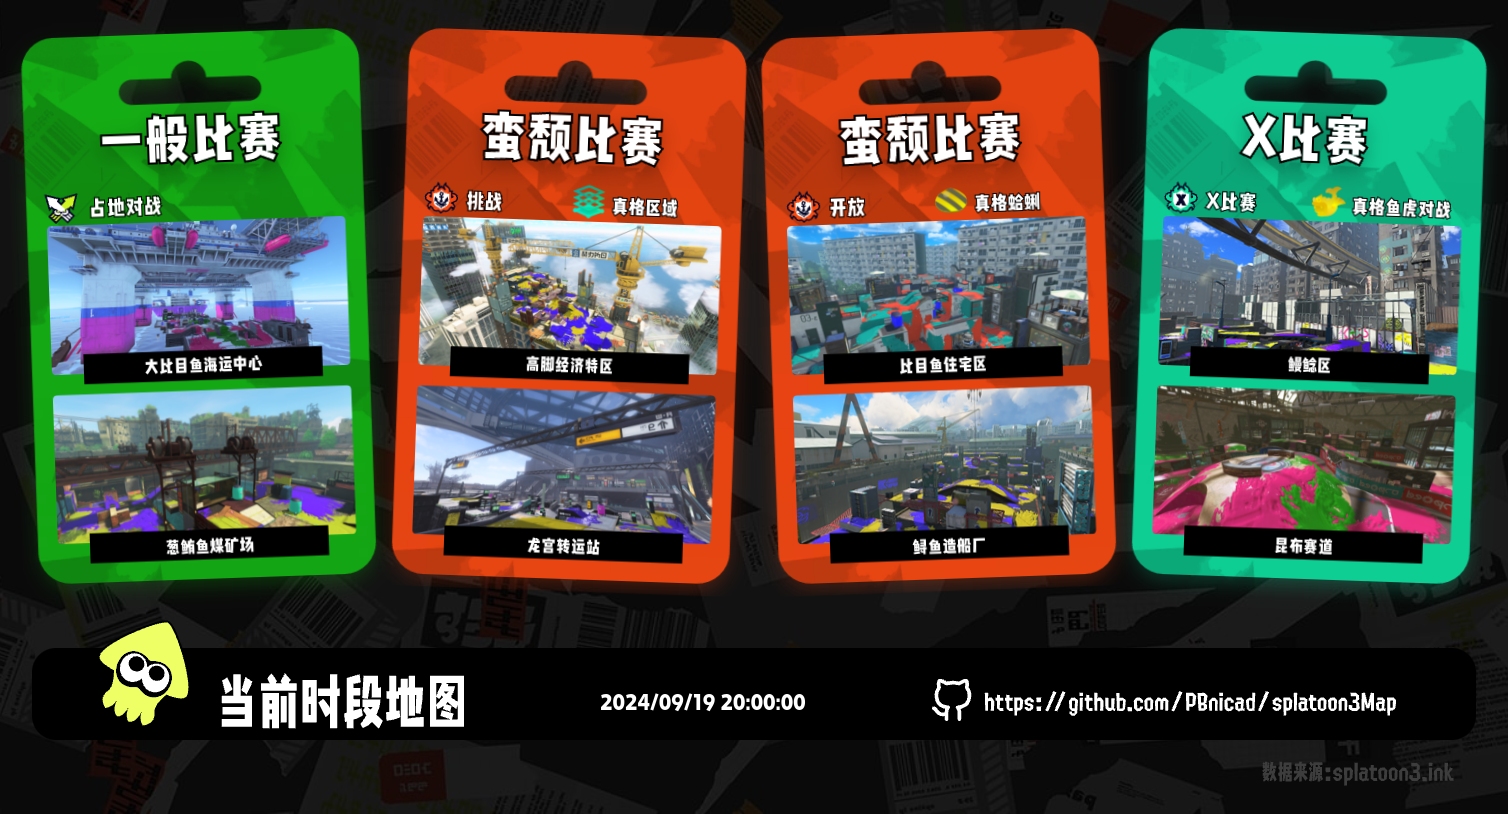 一般比赛
占地对战
大比目鱼海运中心
葱鲔鱼煤矿场
蛮颓比赛
挑战
真格区域
高脚经济特区
龙宫转运站
蛮颓比赛
开放
真格蛤蜊
比目鱼住宅区
鲟鱼造船厂
X比赛
X比赛
真格鱼虎对战
鳗鲶区
昆布赛道
当前时段地图
2024/09/19 20:00:00
https://github.com/PBnicad/splatoon3Map
数据来源:splatoon3.ink